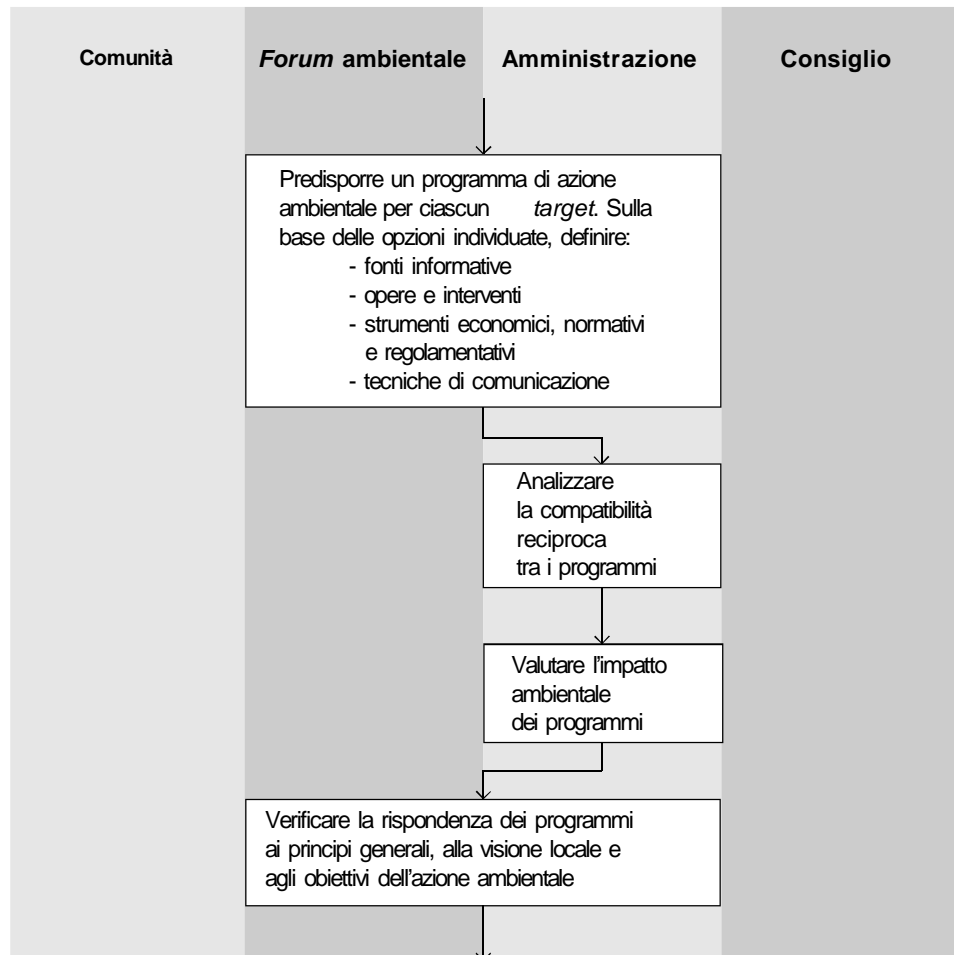 Comunità
Forum ambientale
Amministrazione
Consiglio
Predisporre un programma di azione
ambientale per ciascun target. Sulla
base delle opzioni individuate, definire:
- fonti informative
- opere e interventi
- strumenti economici, normativi
e regolamentativi
- tecniche di comunicazione
Analizzare
la compatibilità
reciproca
tra i programmi
Valutare l'impatto
ambientale
dei programmi
Verificare la rispondenza dei programmi
ai principi generali, alla visione locale e
agli obiettivi dell'azione ambientale